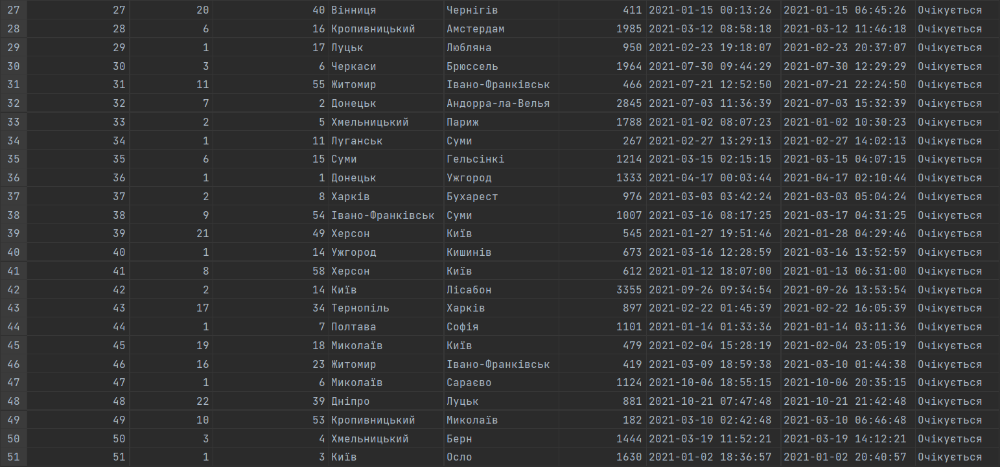 27 27 20 40 Вінниця Чернігів 411 2021-01-15 00:13:26 2021-01-15 06:45:26 Очікується
28 28 6 16 Кропивницький Амстердам 1985 2021-03-12 08:58:18 2021-03-12 11:46:18 Очікується
29 29 1 17 Луцьк Любляна 950 2021-02-23 19:18:07 2021-02-23 20:37:07 Очікується
30 30 3 6 Черкаси Брюссель 1964 2021-07-30 09:44:29 2021-07-30 12:29:29 Очікується
31 31 11 55 Житомир Івано-Франківськ 466 2021-07-21 12:52:50 2021-07-21 22:24:50 Очікується
32 32 7 2 Донецьк Андорра-ла-Велья 2845 2021-07-03 11:36:39 2021-07-03 15:32:39 Очікується
33 33 2 5 Хмельницький Париж 1788 2021-01-02 08:07:23 2021-01-02 10:30:23 Очікується
34 34 1 11 Луганськ Суми 267 2021-02-27 13:29:13 2021-02-27 14:02:13 Очікується
35 35 6 15 Суми Гельсінкі 1214 2021-03-15 02:15:15 2021-03-15 04:07:15 Очікується
36 36 1 1 Донецьк Ужгород 1333 2021-04-17 00:03:44 2021-04-17 02:10:44 Очікується
37 37 2 8 Харків Бухарест 976 2021-03-03 03:42:24 2021-03-03 05:04:24 Очікується
38 38 9 54 Івано-Франківськ Суми 1007 2021-03-16 08:17:25 2021-03-17 04:31:25 Очікується
39 39 21 49 Херсон Київ 545 2021-01-27 19:51:46 2021-01-28 04:29:46 Очікується
40 40 1 14 Ужгород Кишинів 673 2021-03-16 12:28:59 2021-03-16 13:52:59 Очікується
41 41 8 58 Херсон Київ 612 2021-01-12 18:07:00 2021-01-13 06:31:00 Очікується
42 42 2 14 Київ Лісабон 3355 2021-09-26 09:34:54 2021-09-26 13:53:54 Очікується
43 43 17 34 Тернопіль Харків 897 2021-02-22 01:45:39 2021-02-22 16:05:39 Очікується
44 44 1 7 Полтава Софія 1101 2021-01-14 01:33:36 2021-01-14 03:11:36 Очікується
45 45 19 18 Миколаїв Київ 479 2021-02-04 15:28:19 2021-02-04 23:05:19 Очікується
46 46 16 23 Житомир Івано-Франківськ 419 2021-03-09 18:59:38 2021-03-10 01:44:38 Очікується
47 47 1 6 Миколаїв Сараєво 1124 2021-10-06 18:55:15 2021-10-06 20:35:15 Очікується
48 48 22 39 Дніпро Луцьк 881 2021-10-21 07:47:48 2021-10-21 21:42:48 Очікується
49 49 10 53 Кропивницький Миколаїв 182 2021-03-10 02:42:48 2021-03-10 06:46:48 Очікується
50 50 3 4 Хмельницький Берн 1444 2021-03-19 11:52:21 2021-03-19 14:12:21 Очікується
51 51 1 3 Київ Осло 1630 2021-01-02 18:36:57 2021-01-02 20:40:57 Очікується